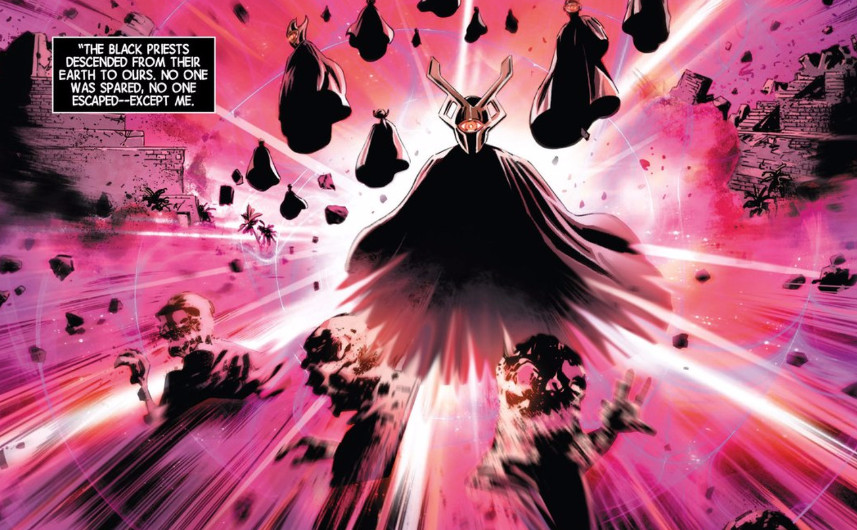 "THE BLACK PRIESTS
DESCENDED FROM THEIR
EARTH TO OURS. NO ONE
WAS SPARED, NO ONE
ESCAPED--EXCEPT ME.